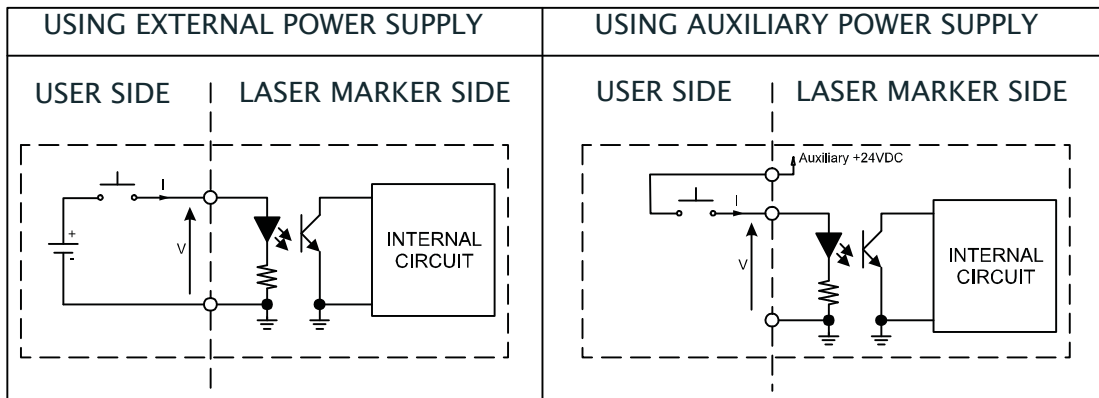 USING EXTERNAL POWER SUPPLY
USING AUXILIARY POWER SUPPLY
USER SIDE
LASER MARKER SIDE
I
+
-
V
INTERNAL
CIRCUIT
USER SIDE
LASER MARKER SIDE
Auxiliary +24VDC
I
V
INTERNAL
CIRCUIT